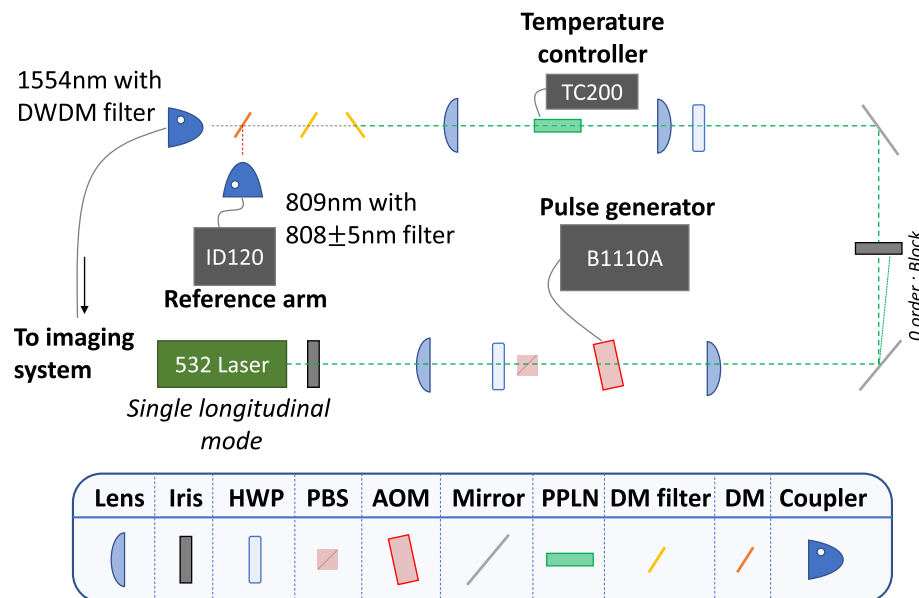 Temperature
controller
TC200
1554nm with
DWDM filter
809nm with
808±5nm filter
ID120
Reference arm
Pulse generator
B1110A
0 order : Block
To imaging
system
532 Laser
Single longitudinal
mode
Lens Iris HWP PBS AOM Mirror PPLN DM filter DM Coupler